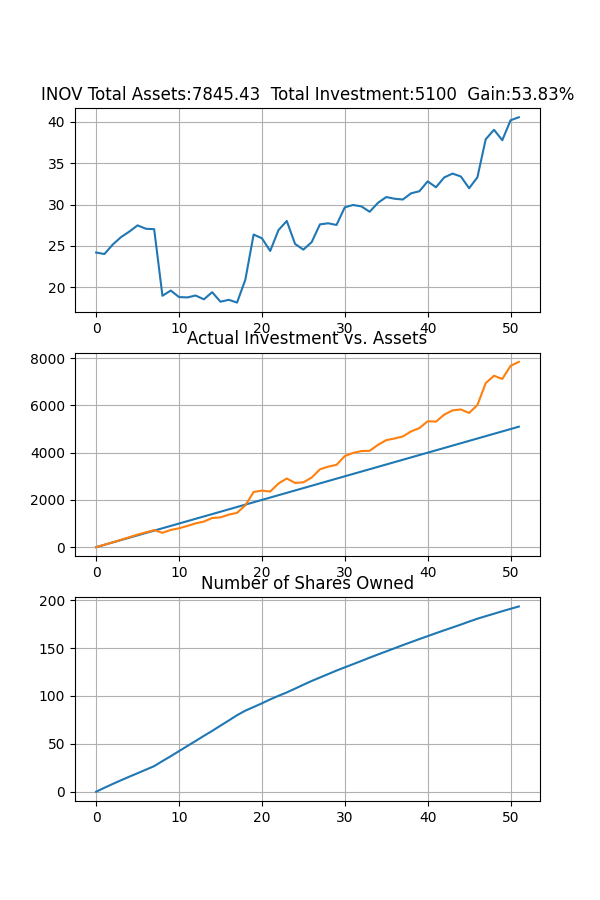 INOV Total Assets:7845.43  Total Investment:5100  Gain:53.83%
40
35
30
25
20
0 10 20 30 40 50
Actual Investment vs. Assets
8000
6000
4000
2000
0
0 10 20 30 40 50
Number of Shares Owned
200
150
100
50
0
0 10 20 30 40 50